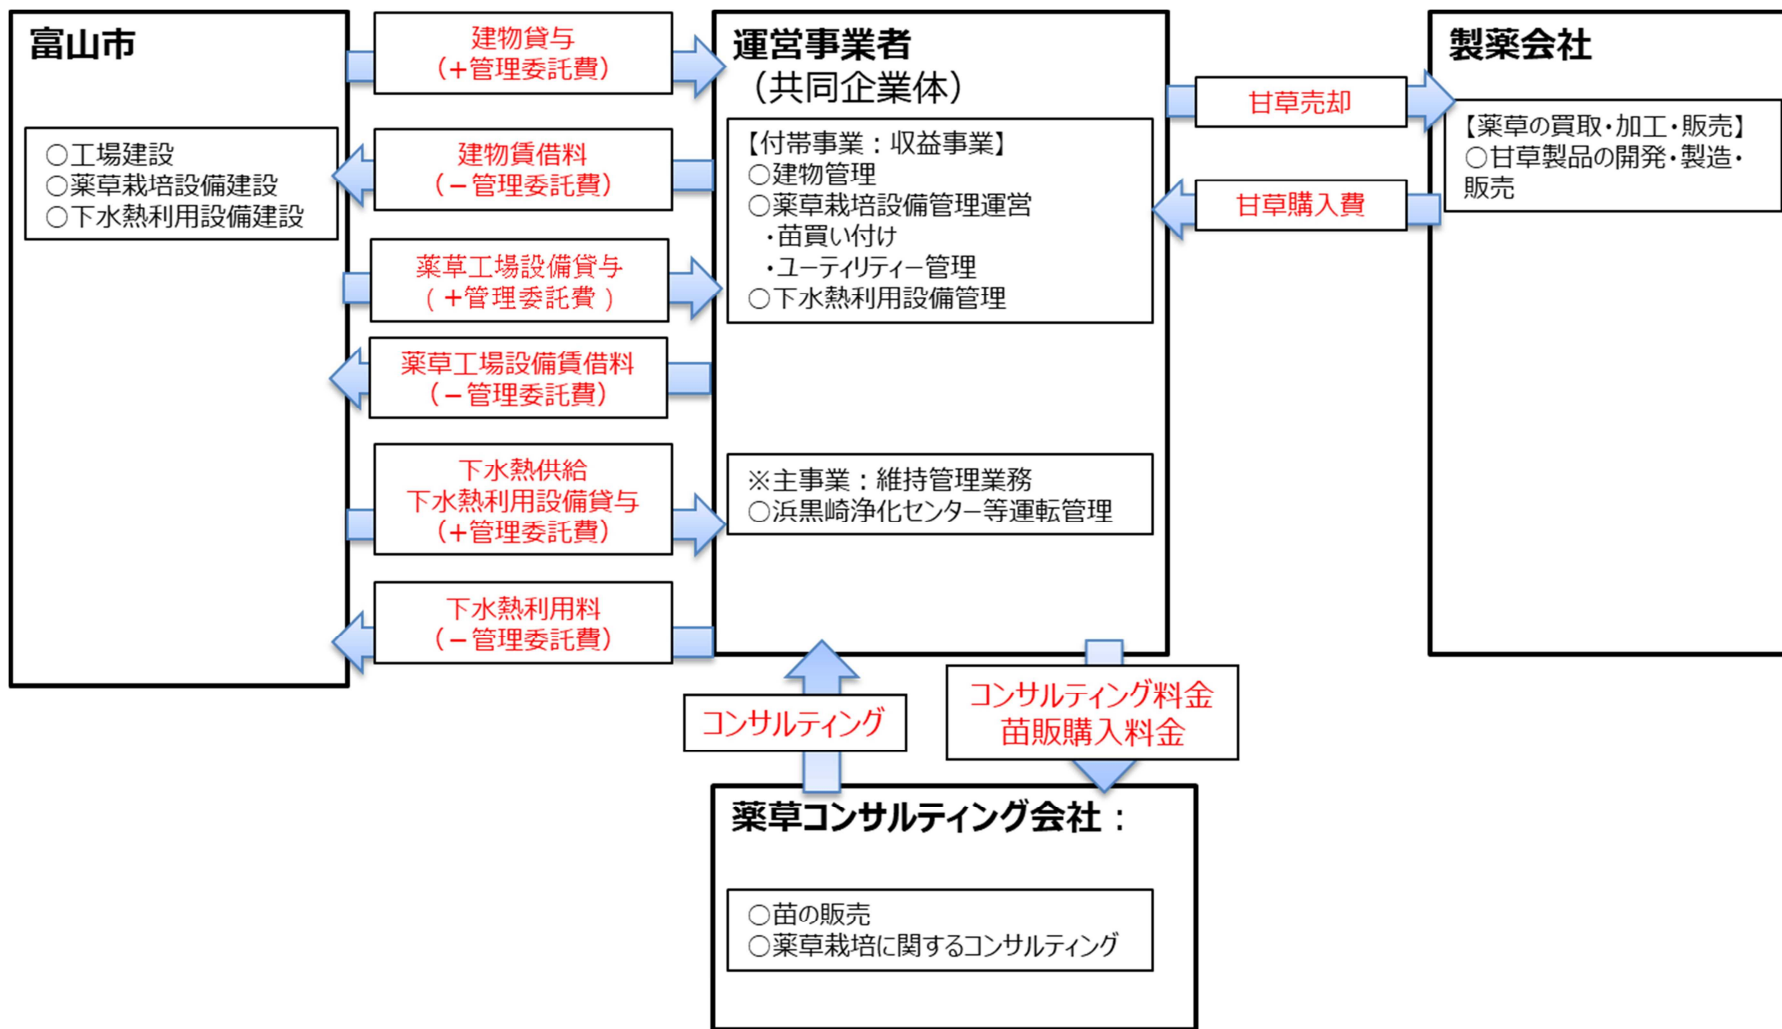 富山市
○工場建設
○薬草栽培設備建設
○下水熱利用設備建設
建物貸与
(+管理委託費)
建物賃借料
(-管理委託費)
薬草工場設備貸与
(+管理委託費)
薬草工場設備賃借料
(-管理委託費)
下水熱供給
下水熱利用設備貸与
(+管理委託費)
下水熱利用料
(-管理委託費)
運営事業者
(共同企業体)
【付帯事業:収益事業】
○建物管理
○薬草栽培設備管理運営
・苗買い付け
・ユーティリティー管理
○下水熱利用設備管理
※主事業:維持管理業務
○浜黒崎浄化センター等運転管理
甘草売却
甘草購入費
製薬会社
【薬草の買取・加工・販売】
○甘草製品の開発・製造・
販売
コンサルティング
コンサルティング料金
苗販購入料金
薬草コンサルティング会社:
○苗の販売
○薬草栽培に関するコンサルティング